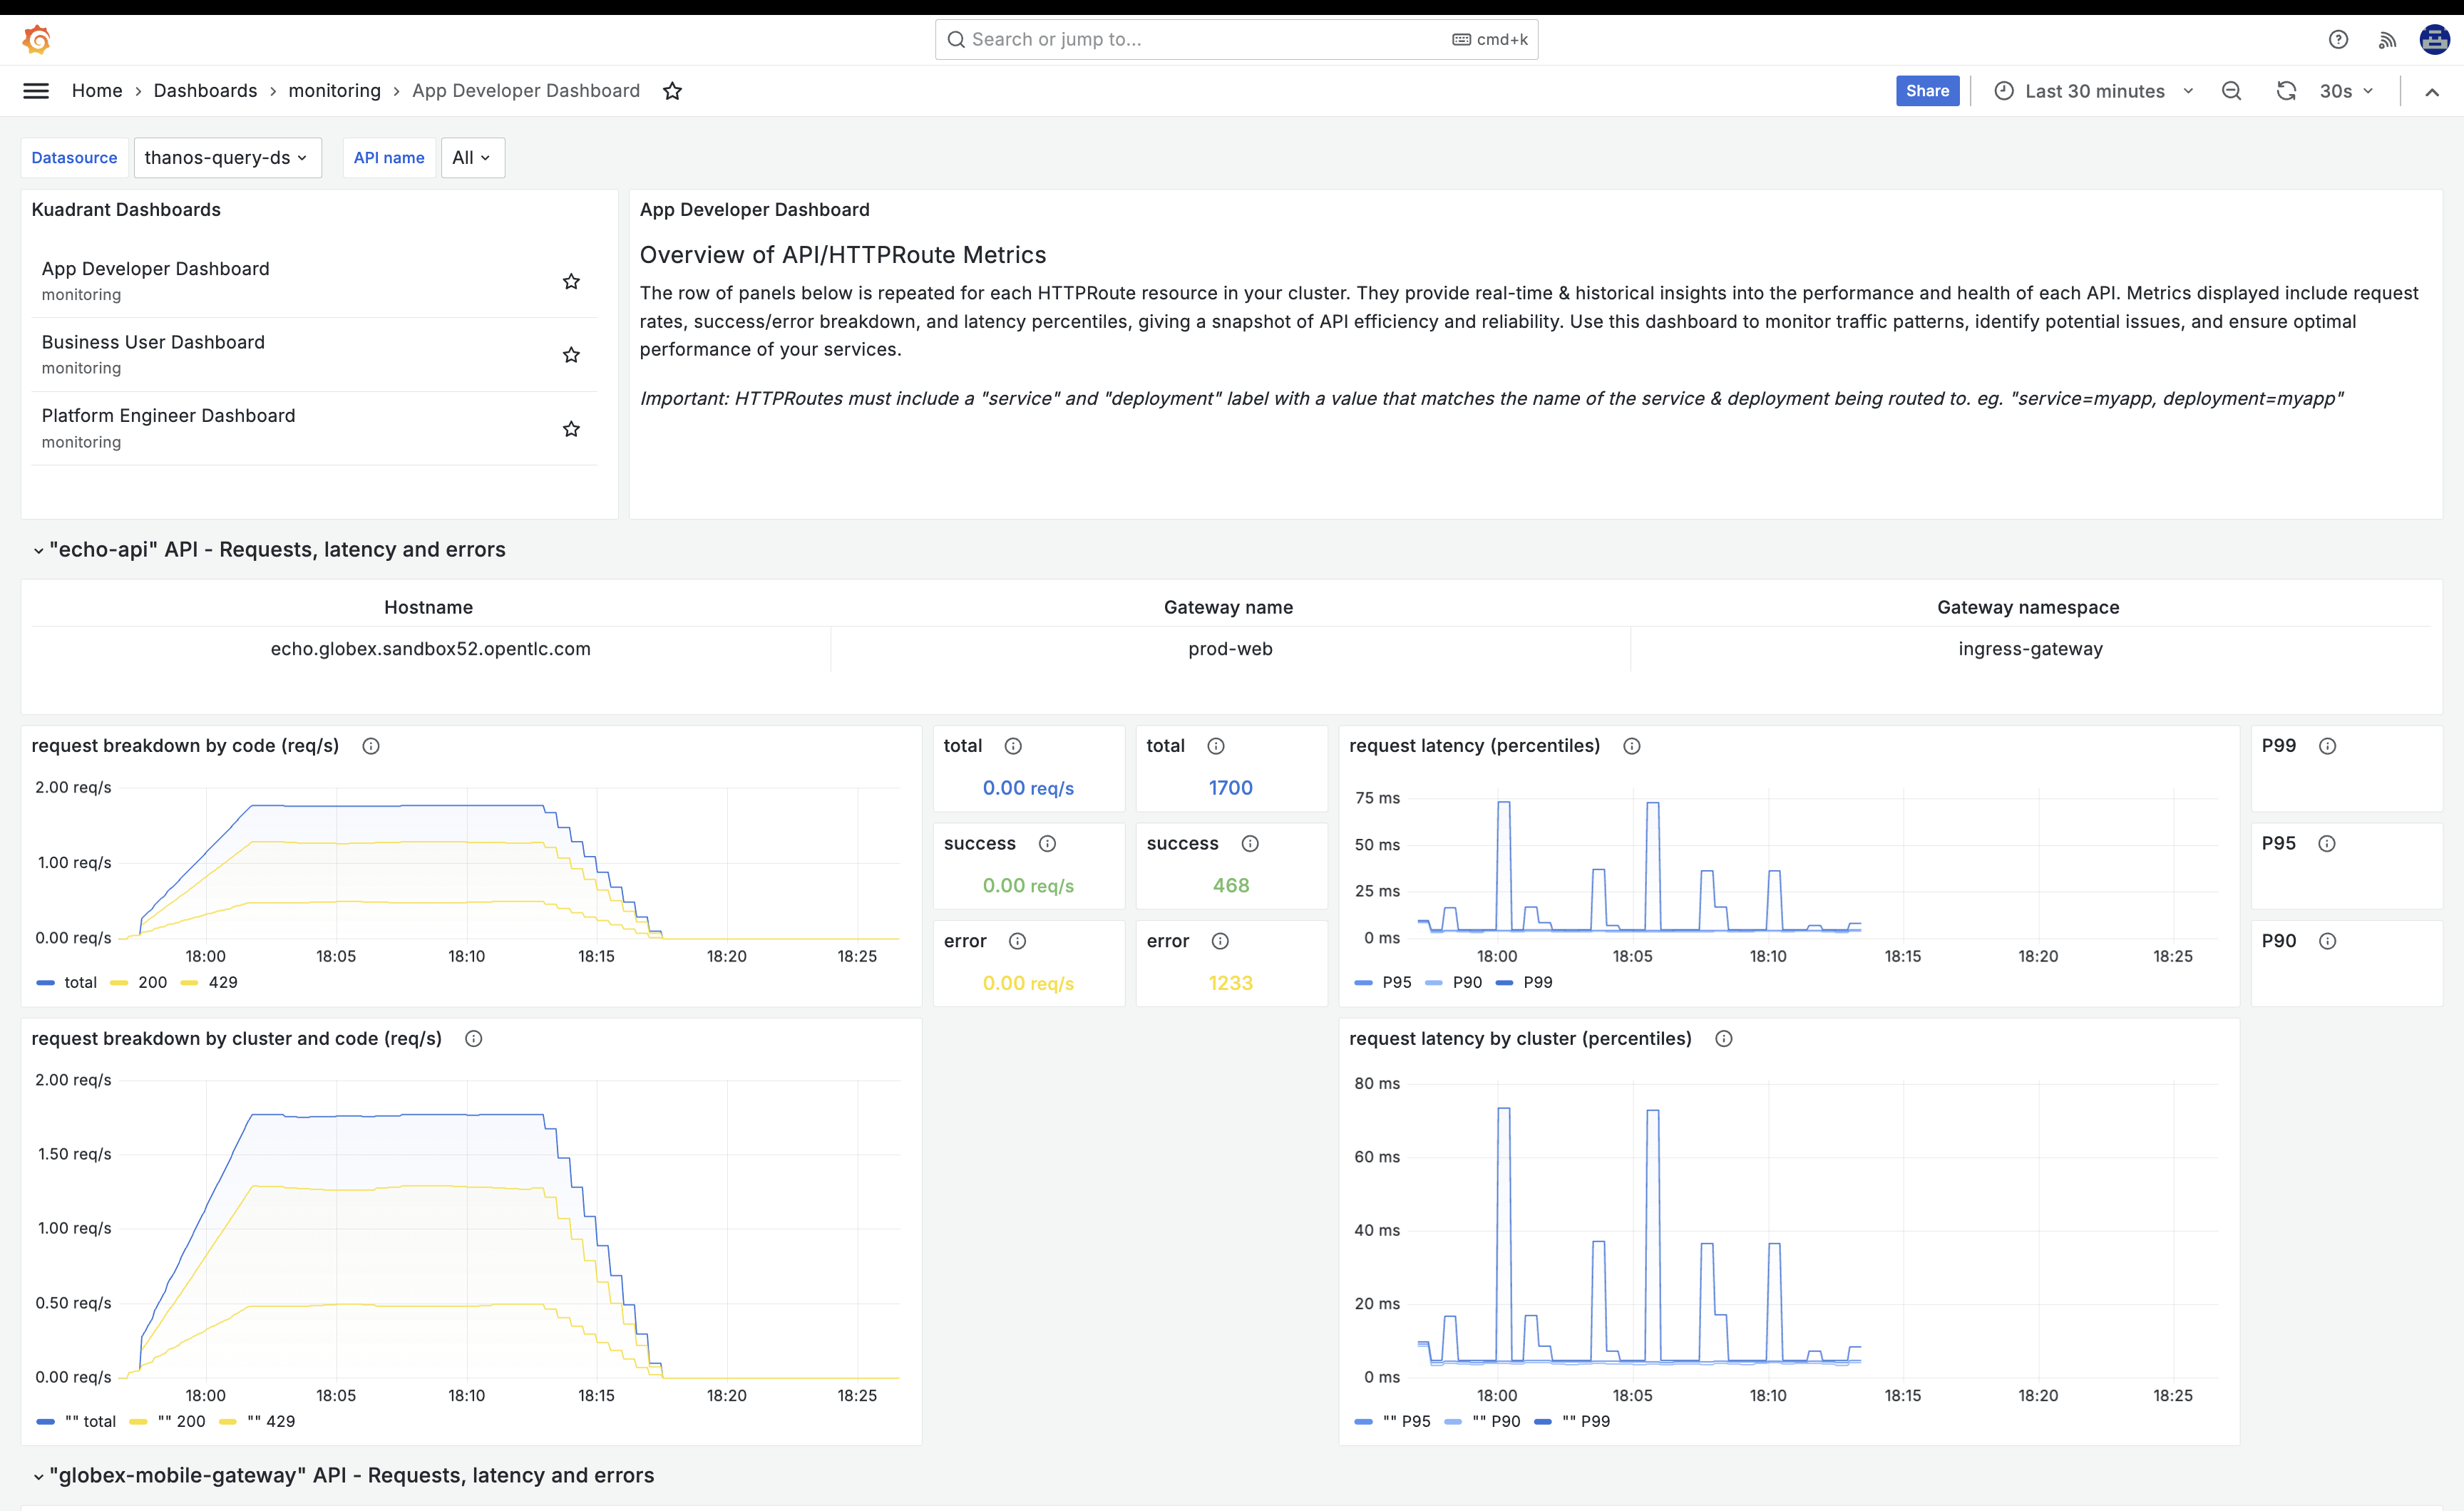 Search or jump to...
cmd+k
Home › Dashboards › monitoring › App Developer Dashboard
Share
Last 30 minutes
30s
Datasource
thanos-query-ds
API name
All
Kuadrant Dashboards
App Developer Dashboard
monitoring
Business User Dashboard
monitoring
Platform Engineer Dashboard
monitoring
App Developer Dashboard
Overview of API/HTTPRoute Metrics
The row of panels below is repeated for each HTTPRoute resource in your cluster. They provide real-time & historical insights into the performance and health of each API. Metrics displayed include request
rates, success/error breakdown, and latency percentiles, giving a snapshot of API efficiency and reliability. Use this dashboard to monitor traffic patterns, identify potential issues, and ensure optimal
performance of your services.
Important: HTTPRoutes must include a "service" and "deployment" label with a value that matches the name of the service & deployment being routed to. eg. "service=myapp, deployment=myapp"
"echo-api" API - Requests, latency and errors
Hostname Gateway name Gateway namespace
echo.globex.sandbox52.opentlc.com prod-web ingress-gateway
request breakdown by code (req/s)
2.00 req/s
1.00 req/s
0.00 req/s
18:00 18:05 18:10 18:15 18:20 18:25
total 200 429
total
0.00 req/s
total
1700
success
0.00 req/s
success
468
error
0.00 req/s
error
1233
request latency (percentiles)
75 ms
50 ms
25 ms
0 ms
18:00 18:05 18:10 18:15 18:20 18:25
P95 P90 P99
P99
P95
P90
request breakdown by cluster and code (req/s)
2.00 req/s
1.50 req/s
1.00 req/s
0.50 req/s
0.00 req/s
18:00 18:05 18:10 18:15 18:20 18:25
"" total "" 200 "" 429
request latency by cluster (percentiles)
80 ms
60 ms
40 ms
20 ms
0 ms
18:00 18:05 18:10 18:15 18:20 18:25
"" P95 "" P90 "" P99
"globex-mobile-gateway" API - Requests, latency and errors